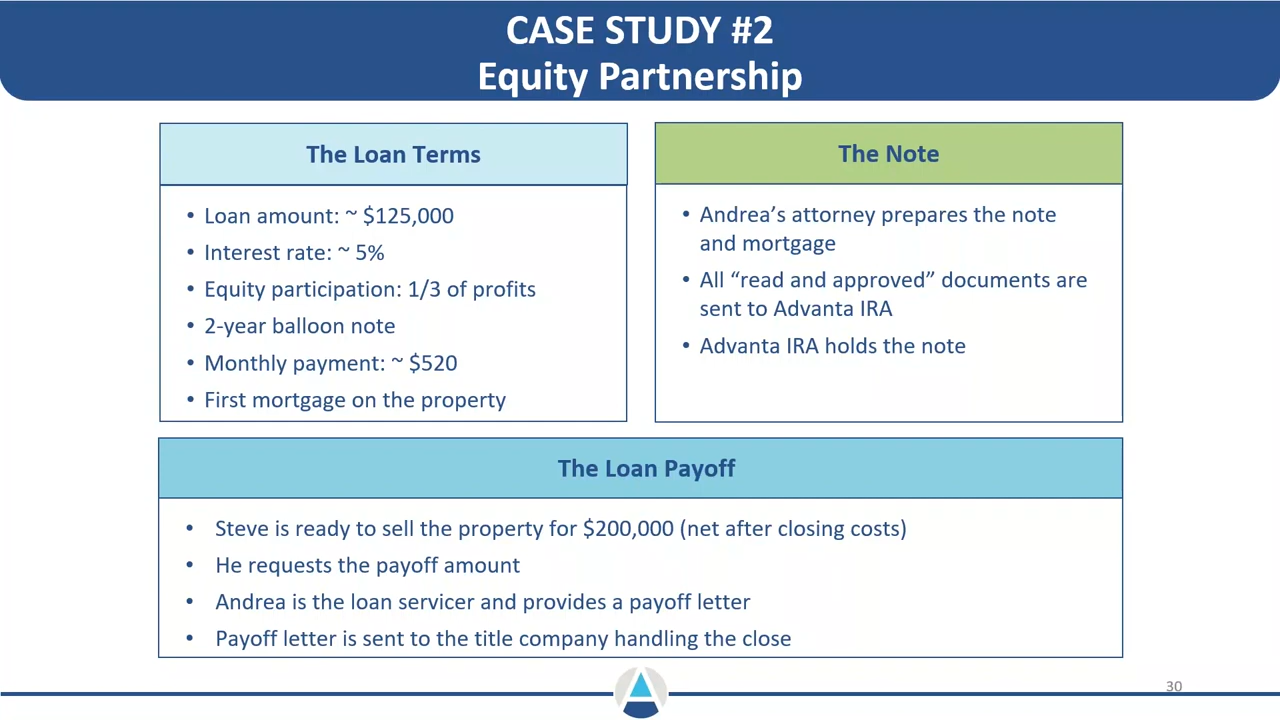 CASE STUDY #2
Equity Partnership
The Loan Terms
• Loan amount: ~ $125,000
• Interest rate: ~ 5%
• Equity participation: 1/3 of profits
• 2-year balloon note
• Monthly payment: ~ $520
• First mortgage on the property
The Note
• Andrea’s attorney prepares the note
and mortgage
• All “read and approved” documents are
sent to Advanta IRA
• Advanta IRA holds the note
The Loan Payoff
• Steve is ready to sell the property for $200,000 (net after closing costs)
• He requests the payoff amount
• Andrea is the loan servicer and provides a payoff letter
• Payoff letter is sent to the title company handling the close
30